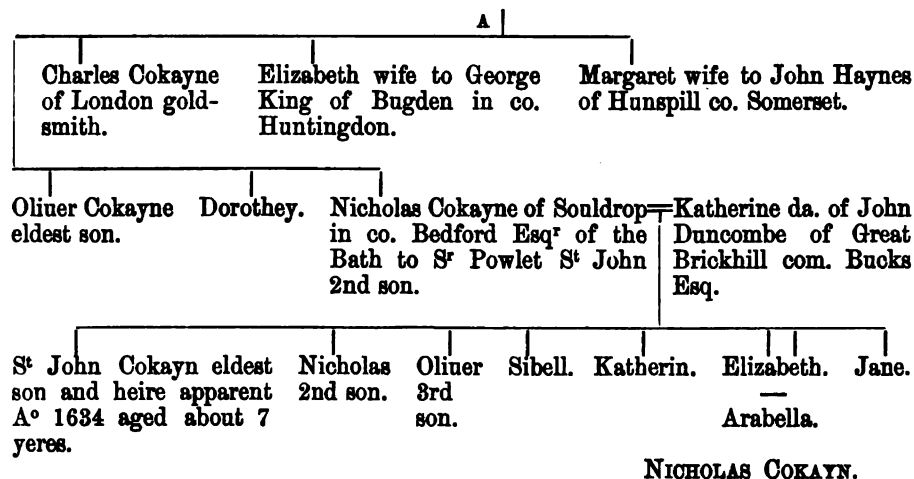 A
Charles Cokayne
of London gold-
smith.
Elizabeth wife to George
King of Bugden in co.
Huntingdon.
Margaret wife to John Haynes
of Hunspill co. Somerset.
Oliuer Cokayne
eldest son.
Dorothey.
Nicholas Cokayne of Souldrop
in co. Bedford Esqʳ of the
Bath to Sʳ Powlet Sᵗ John
2nd son.
Katherine da. of John
Duncombe of Great
Brickhill com. Bucks
Esq.
Sᵗ John Cokayn eldest
son and heire apparent
Aº 1634 aged about 7
yeres.
Nicholas
2nd son.
Oliuer
3rd
son.
Sibell.
Katherin.
Elizabeth.
—
Arabella.
Jane.
NICHOLAS COKAYN.